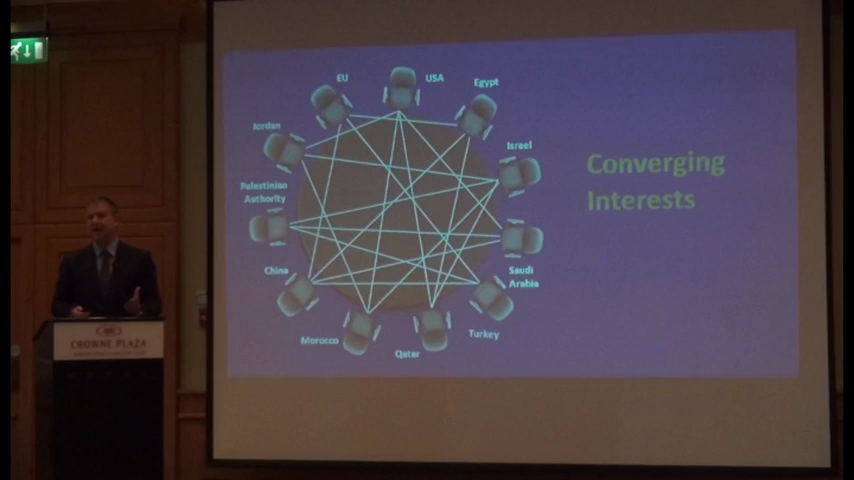 EU
USA
Egypt
Jordan
Israel
Palestinian
Authority
Converging
Interests
China
Saudi
Arabia
Morocco
Turkey
Qatar
CROWNE PLAZA